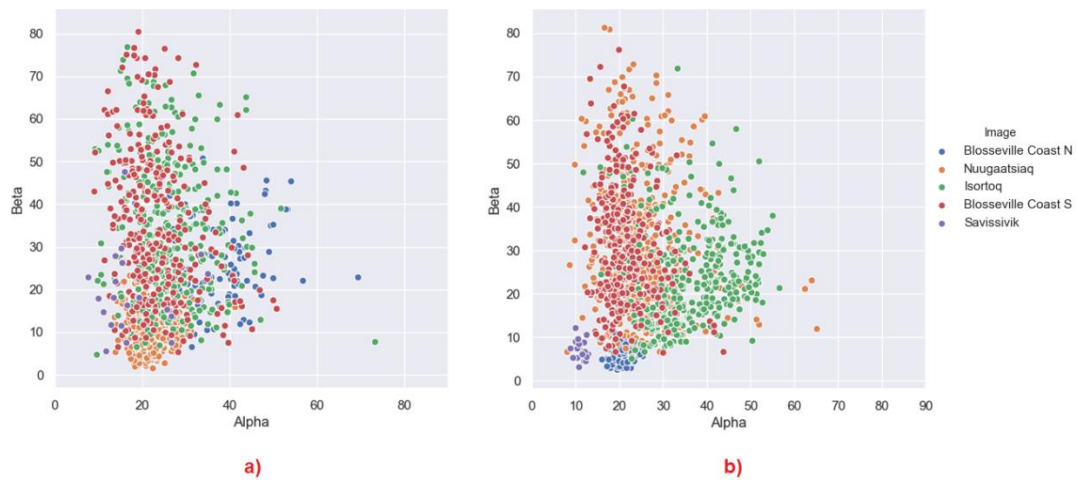 80
70
60
50
40
30
20
10
0
Beta
0 20 40 60 80
Alpha
a)
80
70
60
50
40
30
20
10
0
Beta
0 10 20 30 40 50 60 70 80 90
Alpha
b)
Image
Blosseville Coast N
Nuugaatsiaq
Isortoq
Blosseville Coast S
Savissivik